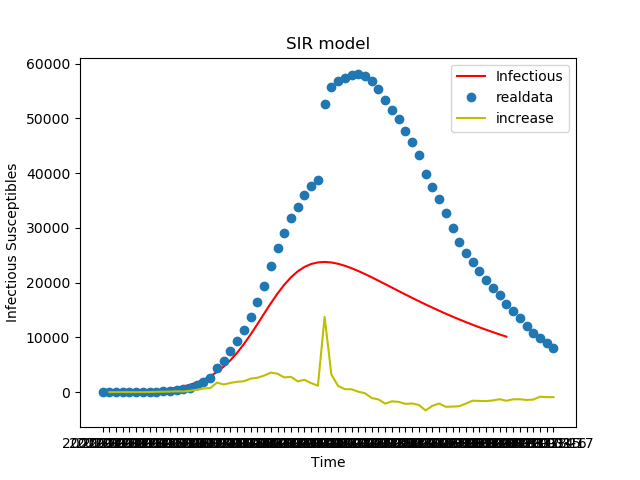 SIR model
60000
50000
40000
30000
20000
10000
0
Infectious Susceptibles
Infectious
realdata
increase
Time